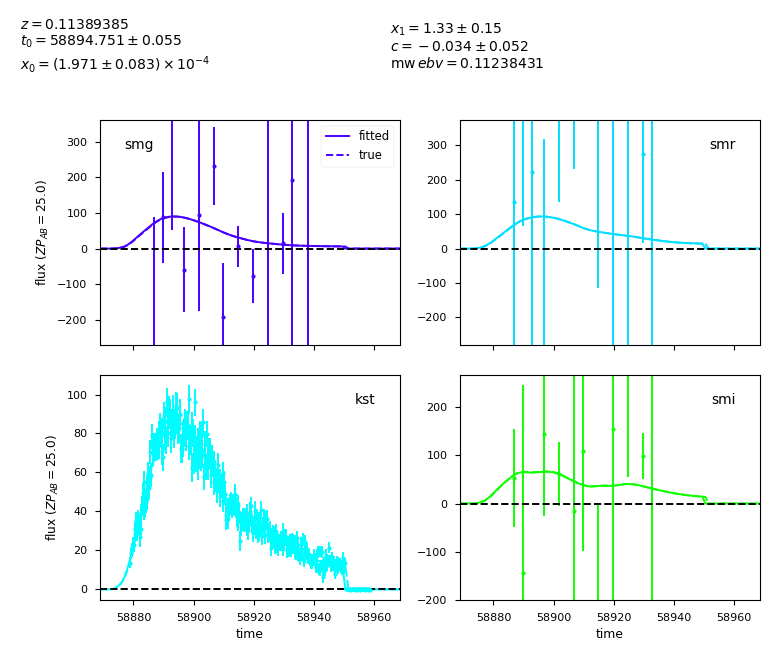 z = 0.11389385
t₀ = 58894.751 ± 0.055
x₀ = (1.971 ± 0.083) × 10⁻⁴
x₁ = 1.33 ± 0.15
c = −0.034 ± 0.052
mw ebv = 0.11238431
smg
fitted
true
300
200
100
0
−100
−200
flux (ZP_AB = 25.0)
smr
300
200
100
0
−100
−200
kst
100
80
60
40
20
0
flux (ZP_AB = 25.0)
58880 58900 58920 58940 58960
time
smi
200
100
0
−100
−200
58880 58900 58920 58940 58960
time